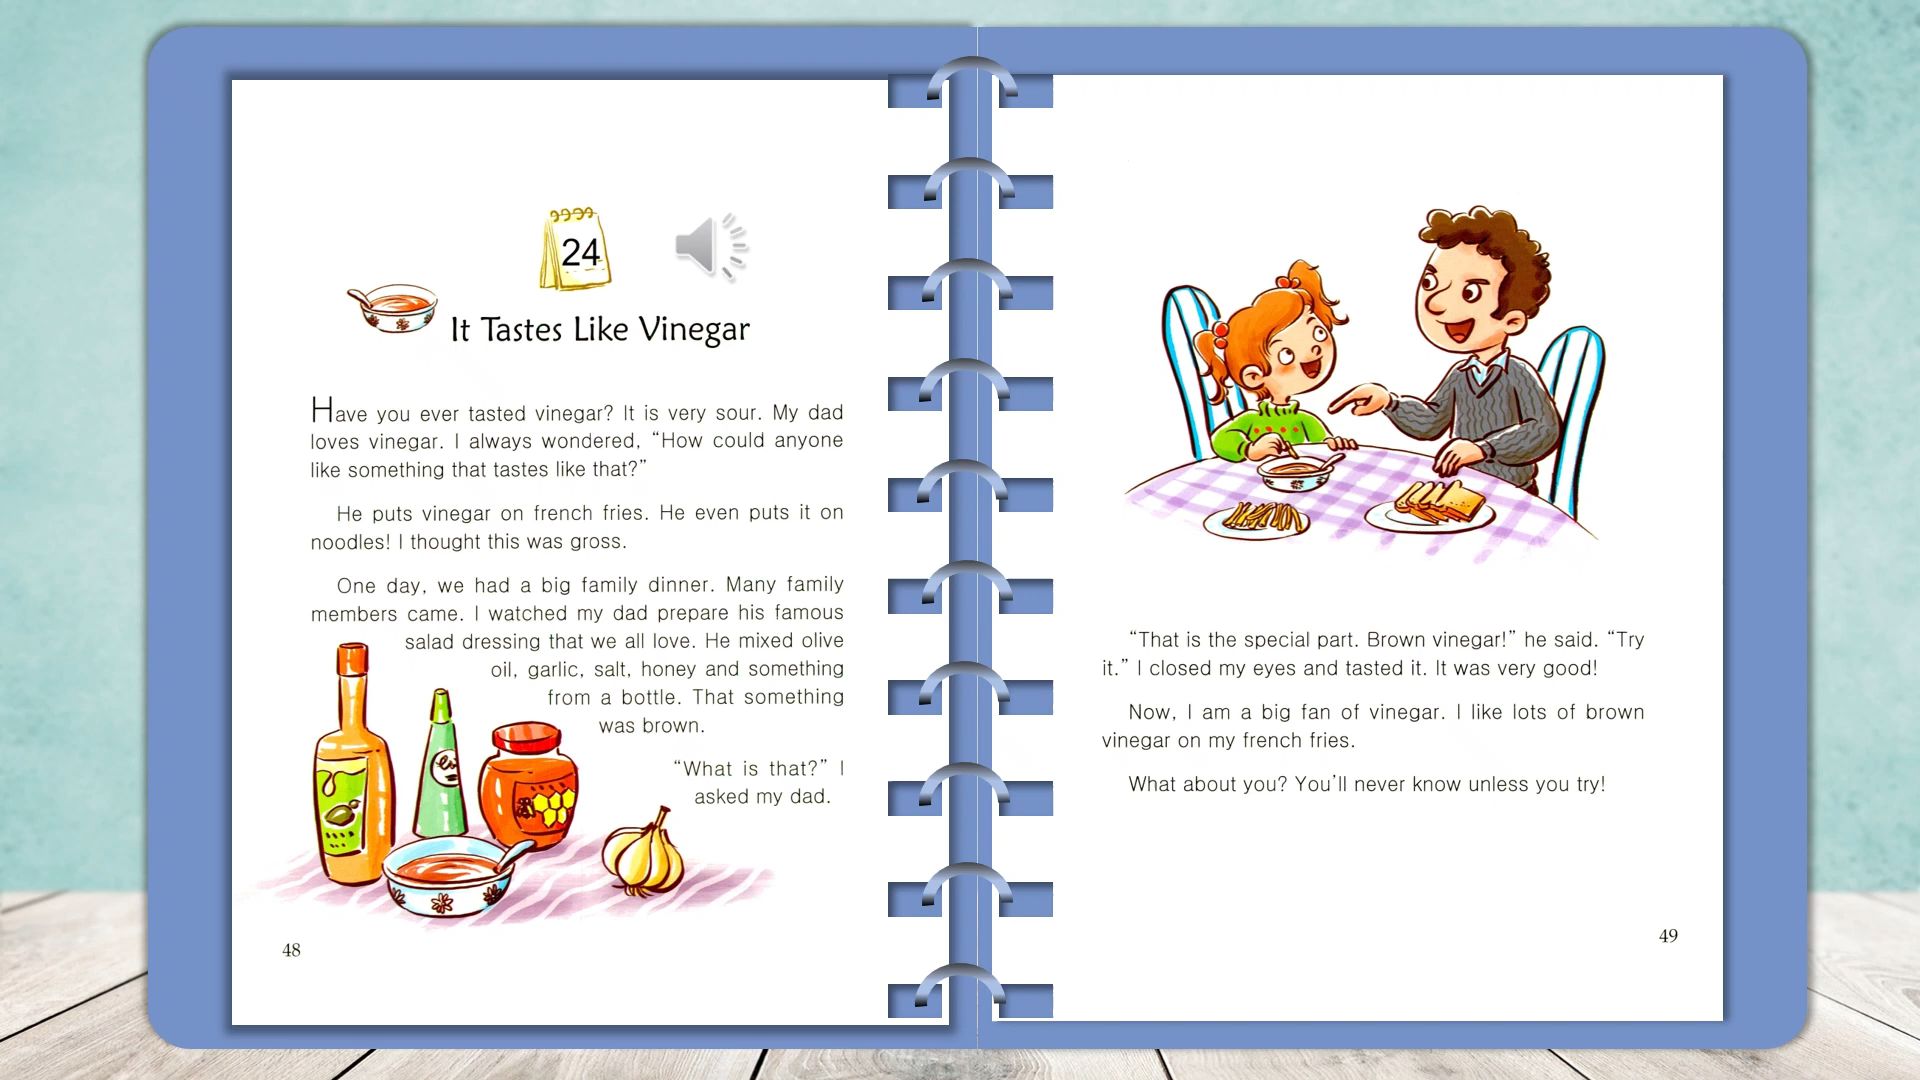 24
It Tastes Like Vinegar
Have you ever tasted vinegar? It is very sour. My dad
loves vinegar. I always wondered, “How could anyone
like something that tastes like that?”
He puts vinegar on french fries. He even puts it on
noodles! I thought this was gross.
One day, we had a big family dinner. Many family
members came. I watched my dad prepare his famous
salad dressing that we all love. He mixed olive
oil, garlic, salt, honey and something
from a bottle. That something
was brown.
“What is that?” I
asked my dad.
48
“That is the special part. Brown vinegar!” he said. “Try
it.” I closed my eyes and tasted it. It was very good!
Now, I am a big fan of vinegar. I like lots of brown
vinegar on my french fries.
What about you? You’ll never know unless you try!
49